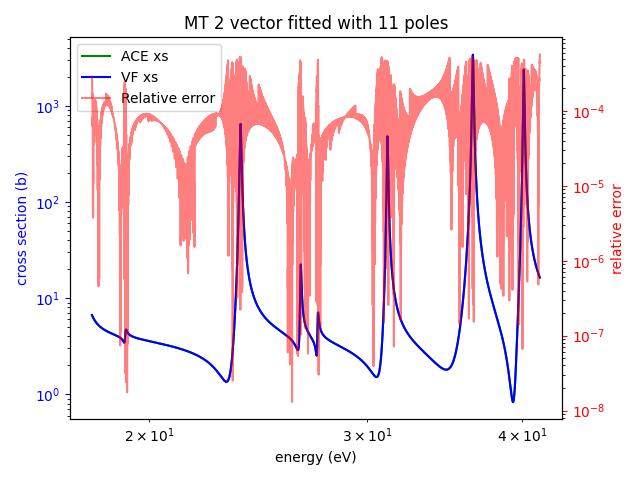 MT 2 vector fitted with 11 poles
ACE xs
VF xs
Relative error
cross section (b)
10³
10²
10¹
10⁰
10⁻⁴
10⁻⁵
10⁻⁶
10⁻⁷
10⁻⁸
relative error
2 × 10¹
3 × 10¹
4 × 10¹
energy (eV)